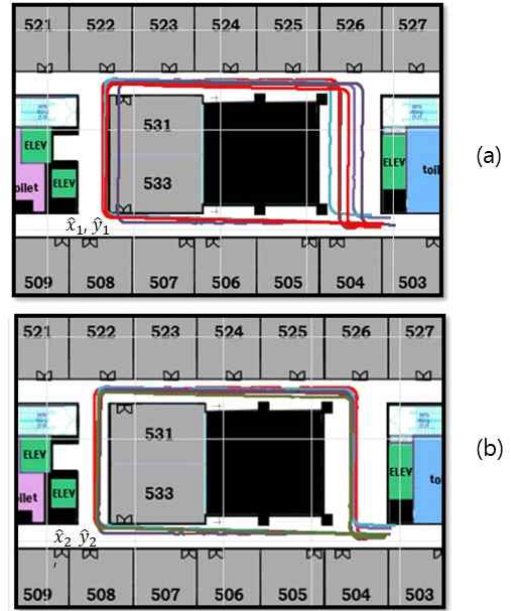 521 522 523 524 525 526 527
531
ELEV
ELEV
533
ELEV
toil
oilet
x̂₁, ŷ₁
509 508 507 506 505 504 503
(a)
521 522 523 524 525 526 527
531
ELEV
ELEV
533
ELEV
to
ilet
x̂₂ ŷ₂
,
509 508 507 506 505 504 503
(b)